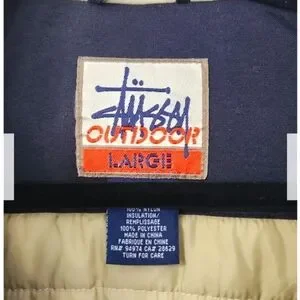 Stüssy
OUTDOOR
LARGE
100% NYLON
INSULATION/
REMPLISSAGE
100% POLYESTER
MADE IN CHINA
FABRIQUE EN CHINE
RN# 94974 CA# 28629
TURN FOR CARE